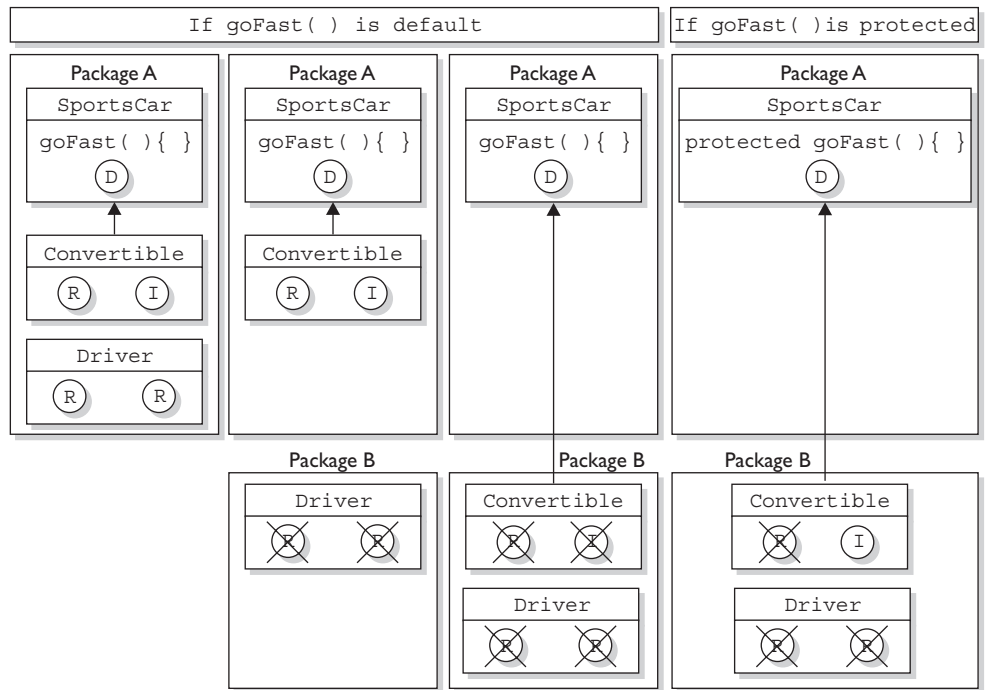 If goFast( ) is default
If goFast( )is protected
Package A
SportsCar
goFast( ){ }
D
Convertible
R I
Driver
R R
Package A
SportsCar
goFast( ){ }
D
Convertible
R I
Package B
Driver
R R
Package A
SportsCar
goFast( ){ }
D
Package B
Convertible
R I
Driver
R R
Package A
SportsCar
protected goFast( ){ }
D
Package B
Convertible
R I
Driver
R R